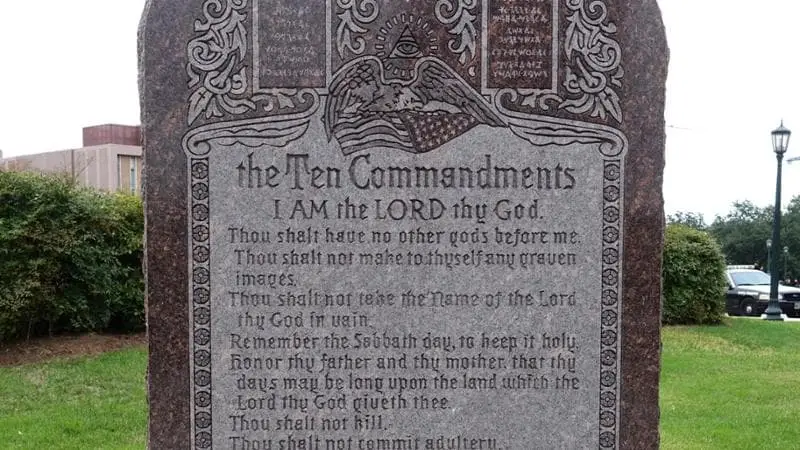 the Ten Commandments
I AM the LORD thy God.
Thou shalt have no other gods before me.
Thou shalt not make to thyself any graven
images.
Thou shalt not take the Name of the Lord
thy God in vain.
Remember the Sabbath day, to keep it holy.
Honor thy father and thy mother, that thy
days may be long upon the land which the
Lord thy God giveth thee.
Thou shalt not kill.
Thou shalt not commit adultery.